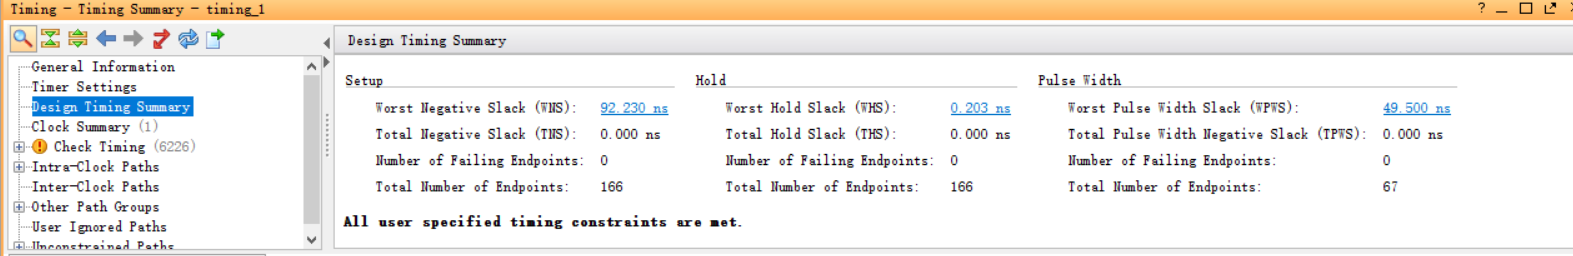 Timing - Timing Summary - timing_1
Design Timing Summary
General Information
Timer Settings
Design Timing Summary
Clock Summary (1)
Check Timing (6226)
Intra-Clock Paths
Inter-Clock Paths
Other Path Groups
User Ignored Paths
Unconstrained Paths
Setup
Worst Negative Slack (WNS): 92.230 ns
Total Negative Slack (TNS): 0.000 ns
Number of Failing Endpoints: 0
Total Number of Endpoints: 166
Hold
Worst Hold Slack (WHS): 0.203 ns
Total Hold Slack (THS): 0.000 ns
Number of Failing Endpoints: 0
Total Number of Endpoints: 166
Pulse Width
Worst Pulse Width Slack (WPWS): 49.500 ns
Total Pulse Width Negative Slack (TPWS): 0.000 ns
Number of Failing Endpoints: 0
Total Number of Endpoints: 67
All user specified timing constraints are met.